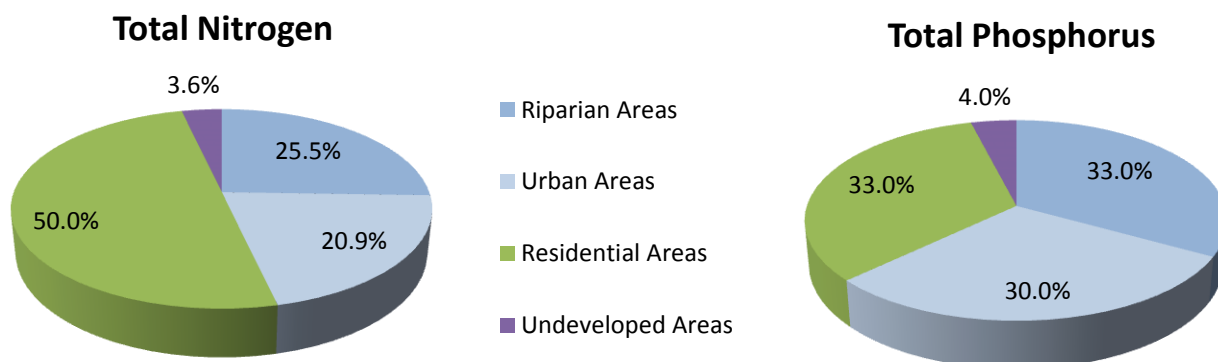 Total Nitrogen
3.6%
25.5%
50.0%
20.9%
Riparian Areas
Urban Areas
Residential Areas
Undeveloped Areas
Total Phosphorus
4.0%
33.0%
33.0%
30.0%